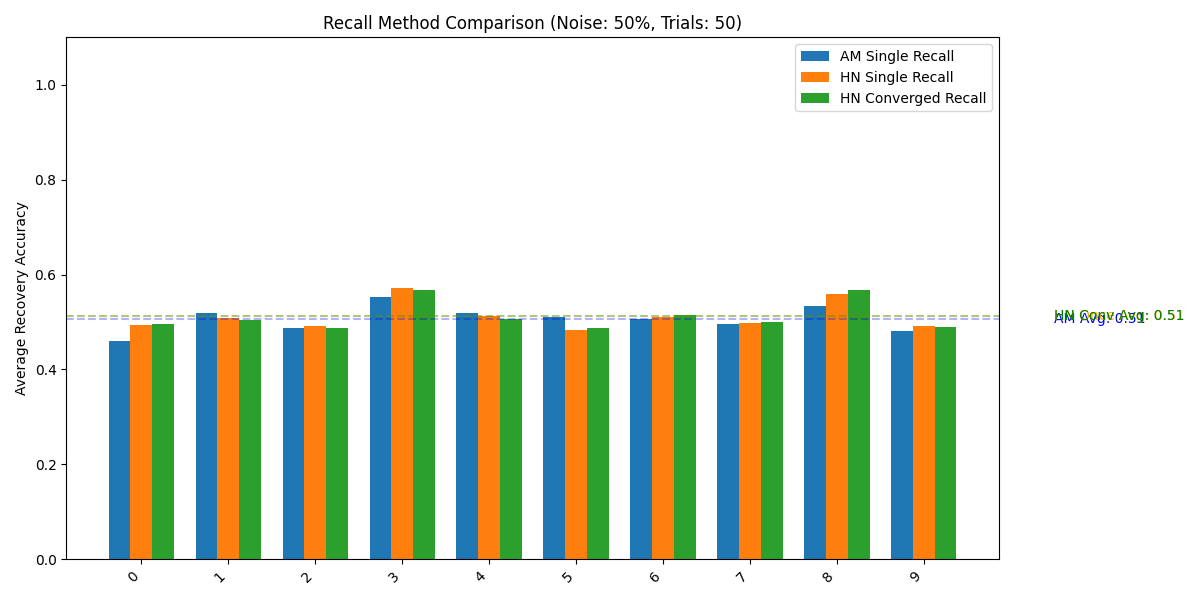 Recall Method Comparison (Noise: 50%, Trials: 50)
AM Single Recall
HN Single Recall
HN Converged Recall
Average Recovery Accuracy
1.0
0.8
0.6
0.4
0.2
0.0
HN Conv Avg: 0.51
AM Avg: 0.51
0 1 2 3 4 5 6 7 8 9